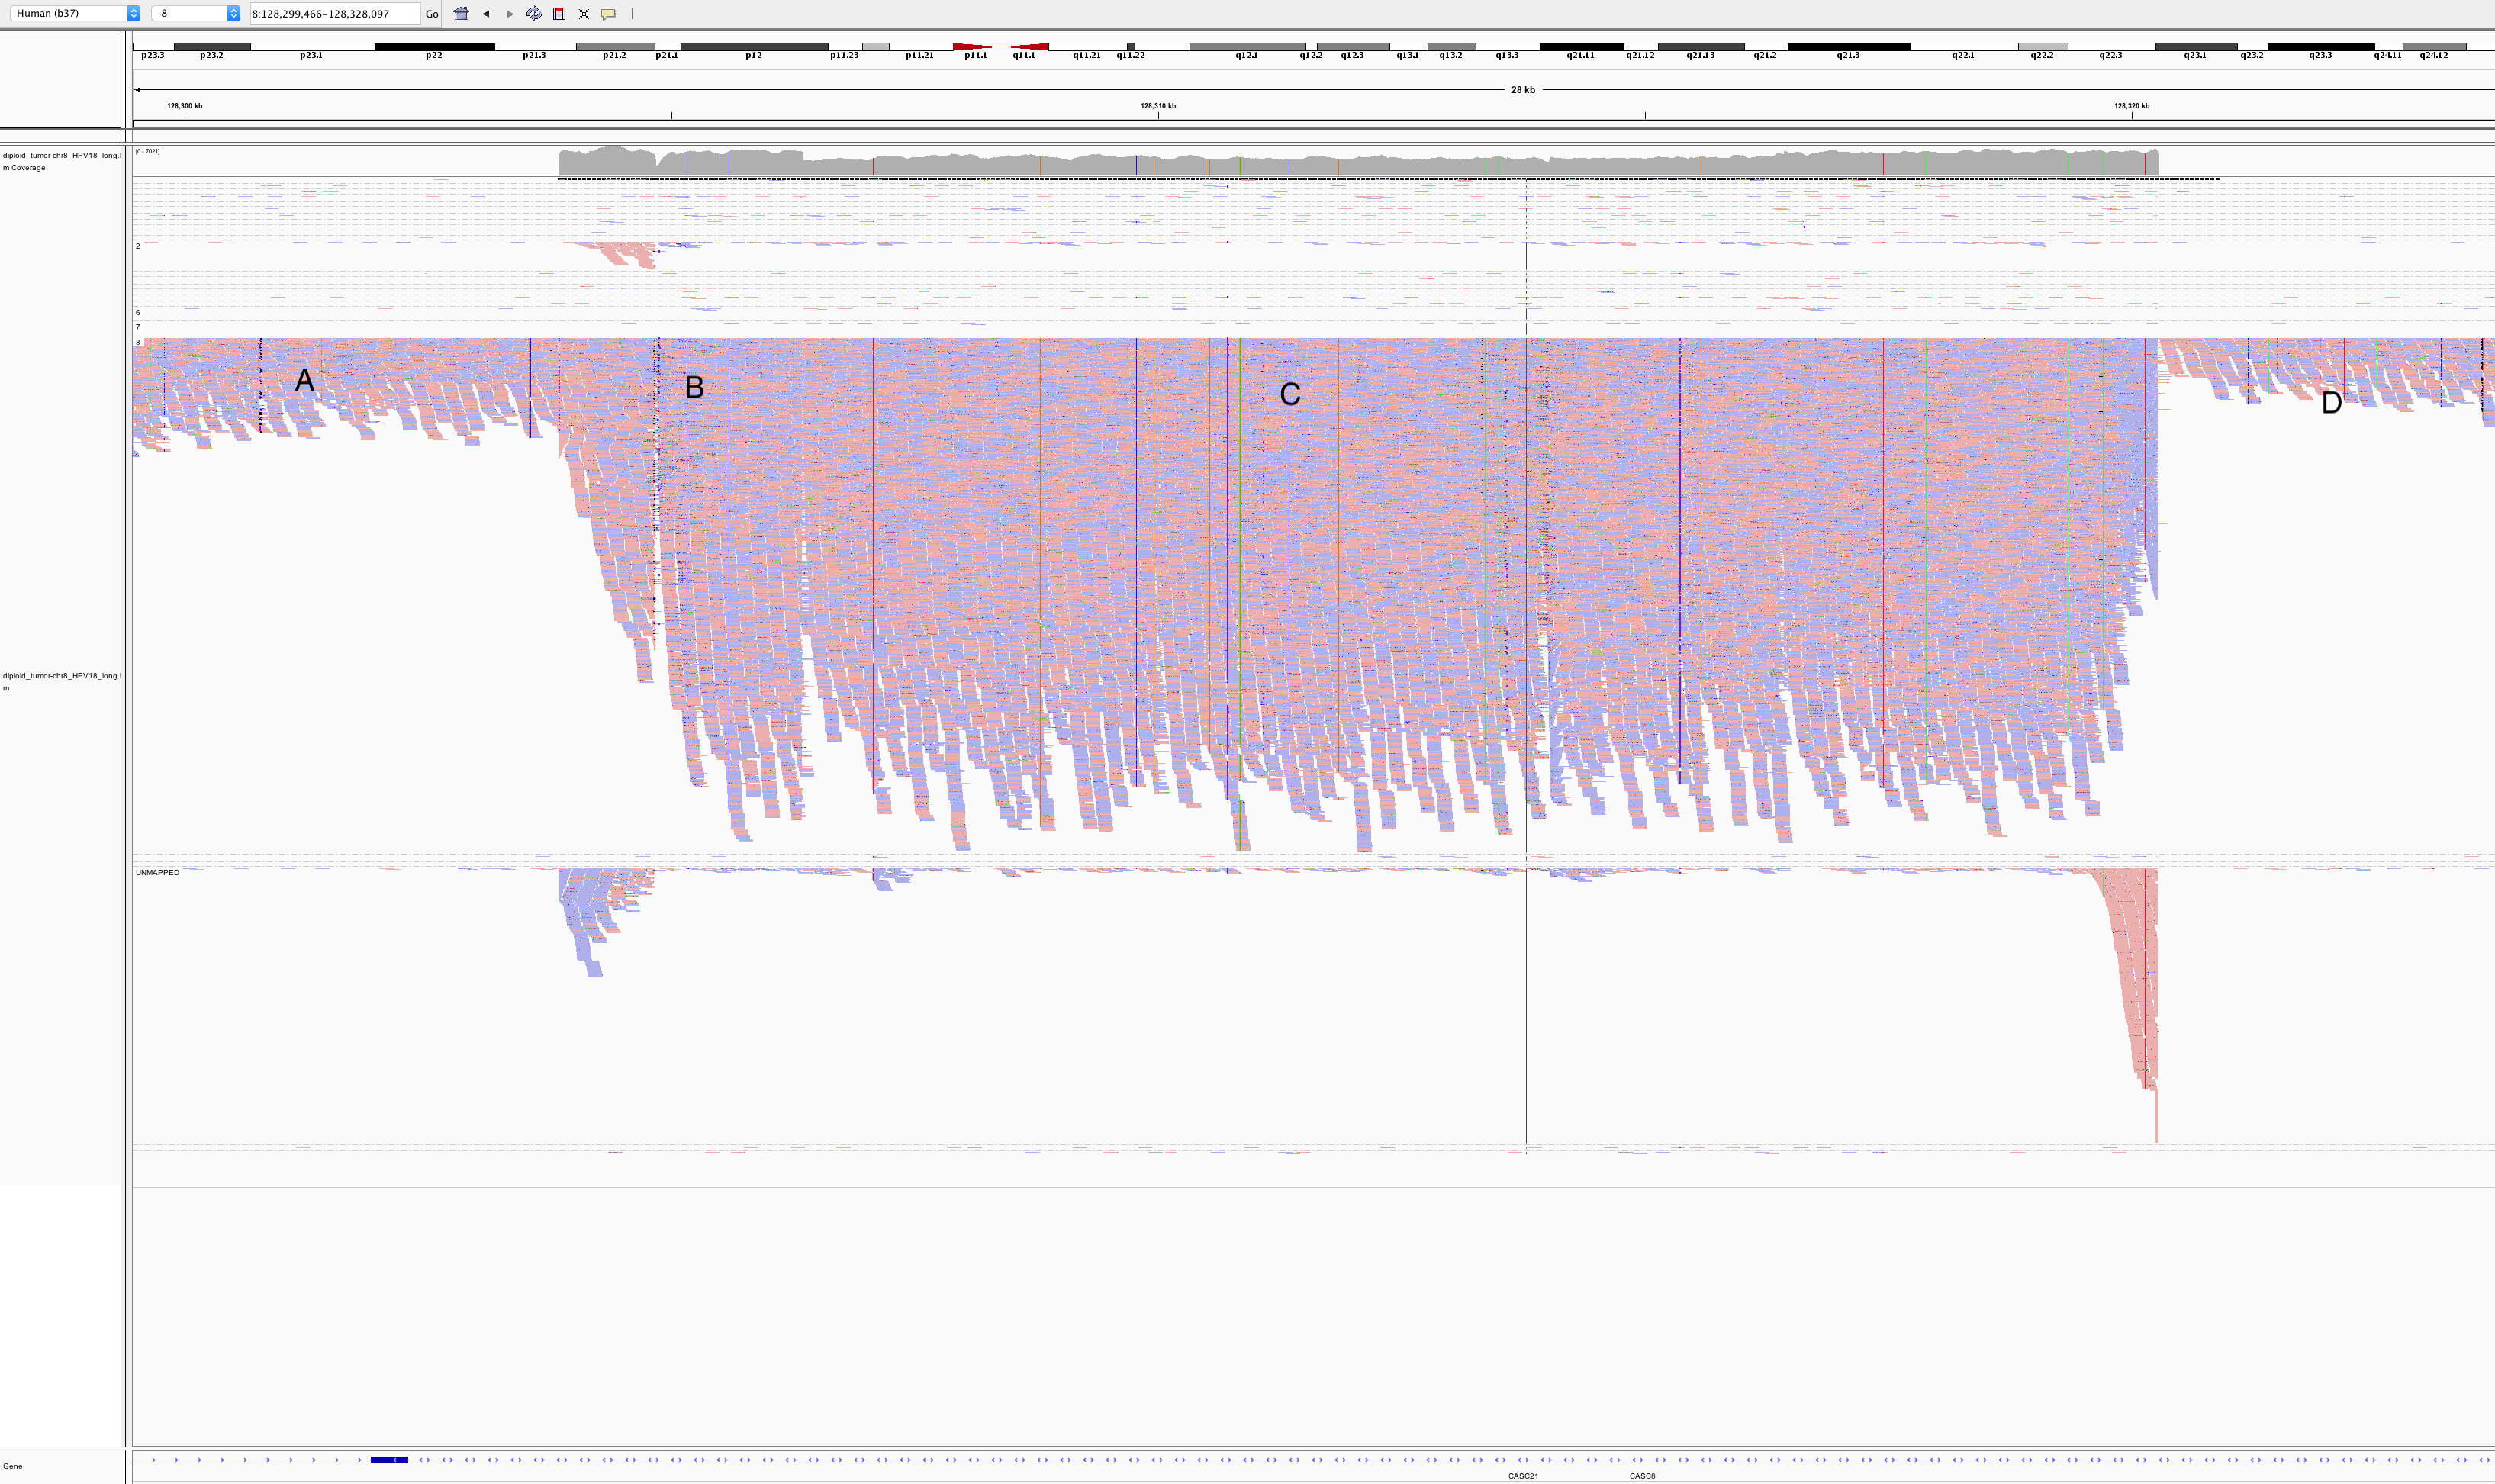 Human (b37) 8 8:128,299,466-128,328,097 Go
p23.3 p23.2 p23.1 p22 p21.3 p21.2 p21.1 p12 p11.23 p11.21 p11.1 q11.1 q11.21 q11.22 q12.1 q12.2 q12.3 q13.1 q13.2 q13.3 q21.11 q21.12 q21.13 q21.2 q21.3 q22.1 q22.2 q22.3 q23.1 q23.2 q23.3 q24.11 q24.12
28 kb
128,300 kb 128,310 kb 128,320 kb
diploid_tumor-chr8_HPV18_long.l
m Coverage
[0 - 7021]
2
6
7
8
A
B
C
D
diploid_tumor-chr8_HPV18_long.l
m
UNMAPPED
Gene
CASC21 CASC8